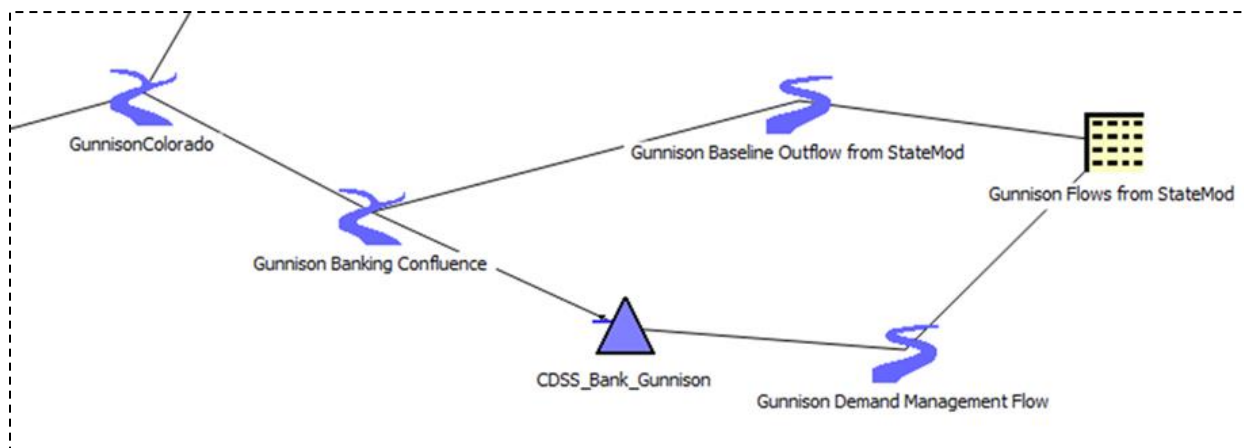 GunnisonColorado
Gunnison Baseline Outflow from StateMod
Gunnison Flows from StateMod
Gunnison Banking Confluence
CDSS_Bank_Gunnison
Gunnison Demand Management Flow